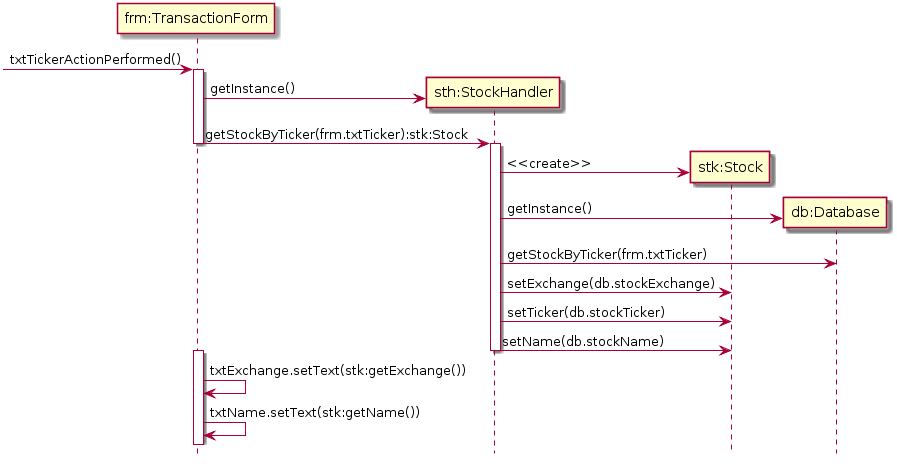 frm:TransactionForm
txtTickerActionPerformed()
getInstance()
sth:StockHandler
getStockByTicker(frm.txtTicker):stk:Stock
<<create>>
stk:Stock
getInstance()
db:Database
getStockByTicker(frm.txtTicker)
setExchange(db.stockExchange)
setTicker(db.stockTicker)
setName(db.stockName)
txtExchange.setText(stk:getExchange())
txtName.setText(stk:getName())